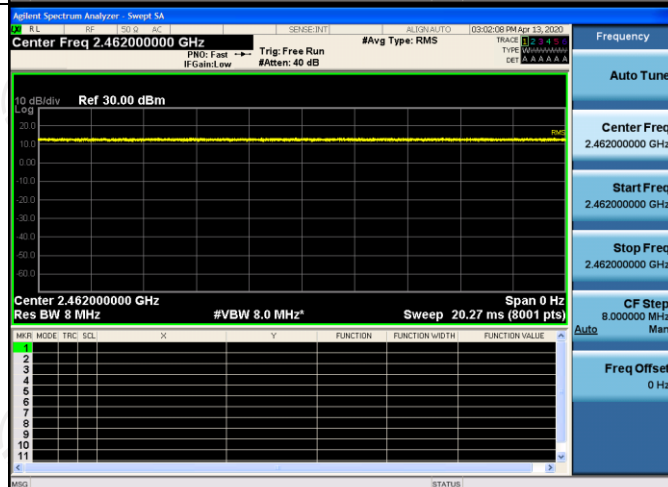 Agilent Spectrum Analyzer - Swept SA
RL RF 50 Ω AC SENSE:INT ALIGN AUTO 03:02:08 PM Apr 13, 2020
Center Freq 2.462000000 GHz #Avg Type: RMS TRACE 1 2 3 4 5 6
PNO: Fast Trig: Free Run TYPE
IFGain:Low #Atten: 40 dB DET A A A A A A
10 dB/div Ref 30.00 dBm
Log
20.0
RMS
10.0
0.00
-10.0
-20.0
-30.0
-40.0
-50.0
-60.0
Center 2.462000000 GHz Span 0 Hz
Res BW 8 MHz #VBW 8.0 MHz* Sweep 20.27 ms (8001 pts)
MKR MODE TRC SCL X Y FUNCTION FUNCTION WIDTH FUNCTION VALUE
1
2
3
4
5
6
7
8
9
10
11
MSG STATUS
Frequency
Auto Tune
Center Freq
2.462000000 GHz
Start Freq
2.462000000 GHz
Stop Freq
2.462000000 GHz
CF Step
8.000000 MHz
Auto Man
Freq Offset
0 Hz